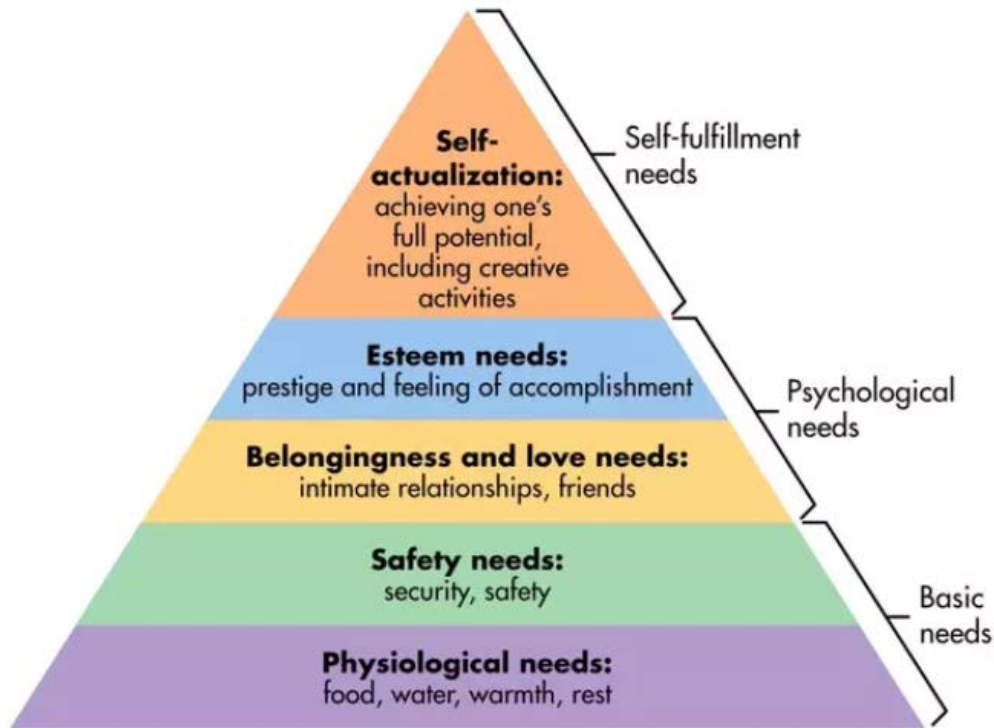 Self-
actualization:
achieving one's
full potential,
including creative
activities
Self-fulfillment
needs
Esteem needs:
prestige and feeling of accomplishment
Psychological
needs
Belongingness and love needs:
intimate relationships, friends
Safety needs:
security, safety
Basic
needs
Physiological needs:
food, water, warmth, rest